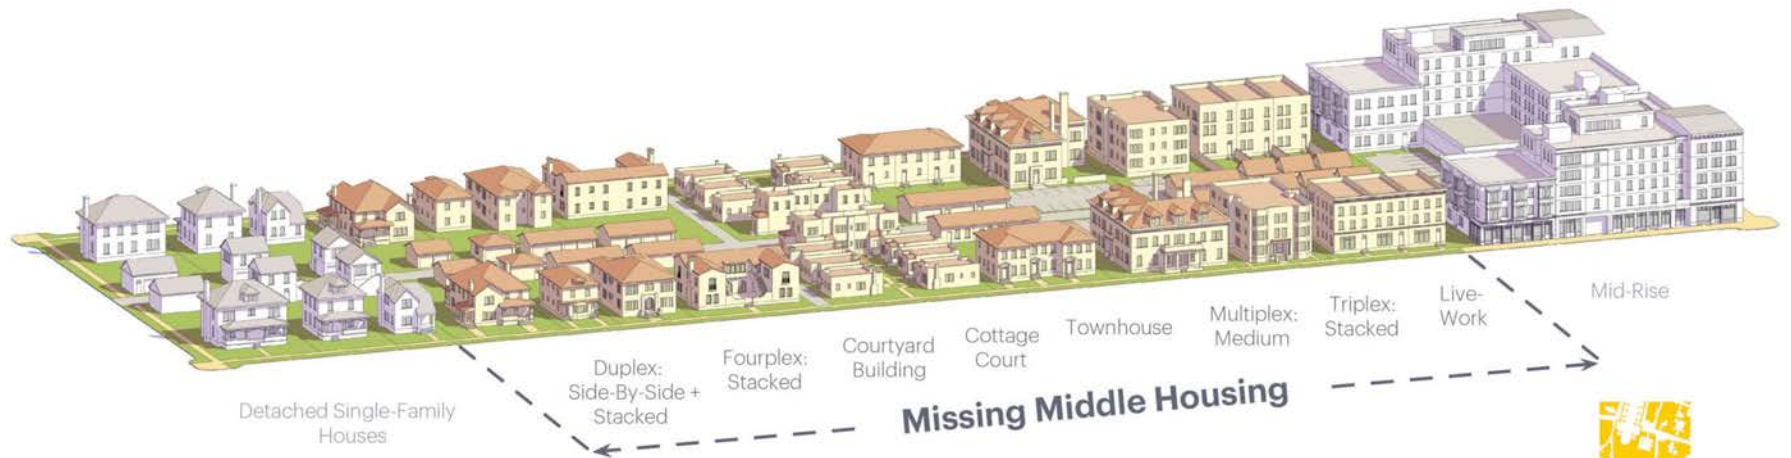 Detached Single-Family
Houses
Duplex:
Side-By-Side +
Stacked
Fourplex:
Stacked
Courtyard
Building
Cottage
Court
Townhouse
Multiplex:
Medium
Triplex:
Stacked
Live-
Work
Mid-Rise
Missing Middle Housing